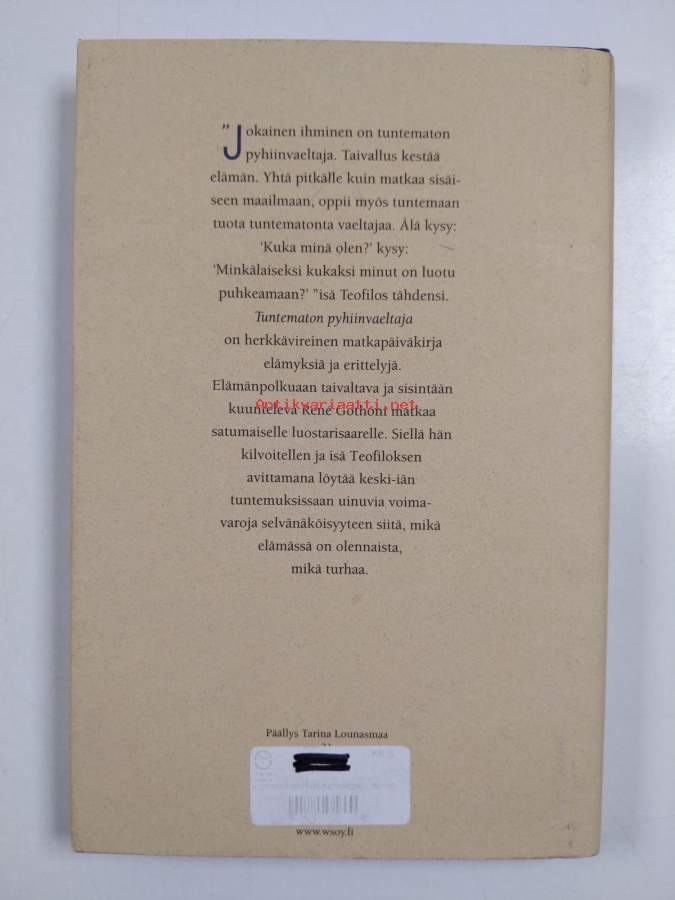 ”Jokainen ihminen on tuntematon
pyhiinvaeltaja. Taivallus kestää
elämän. Yhtä pitkälle kuin matkaa sisäi-
seen maailmaan, oppii myös tuntemaan
tuota tuntematonta vaeltajaa. Älä kysy:
‘Kuka minä olen?’ kysy:
‘Minkälaiseksi kukaksi minut on luotu
puhkeamaan?’ ”isä Teofilos tähdensi.
Tuntematon pyhiinvaeltaja
on herkkävireinen matkapäiväkirja
elämyksiä ja erittelyjä.
Elämänpolkuaan taivaltava ja sisintään
Antikvariaatti.net
kuunteleva René Gothóni matkaa
satumaiselle luostarisaarelle. Siellä hän
kilvoitellen ja isä Teofiloksen
avittamana löytää keski-iän
tuntemuksissaan uinuvia voima-
varoja selvänäköisyyteen siitä, mikä
elämässä on olennaista,
mikä turhaa.
Päällys Tarina Lounasmaa
www.wsoy.fi